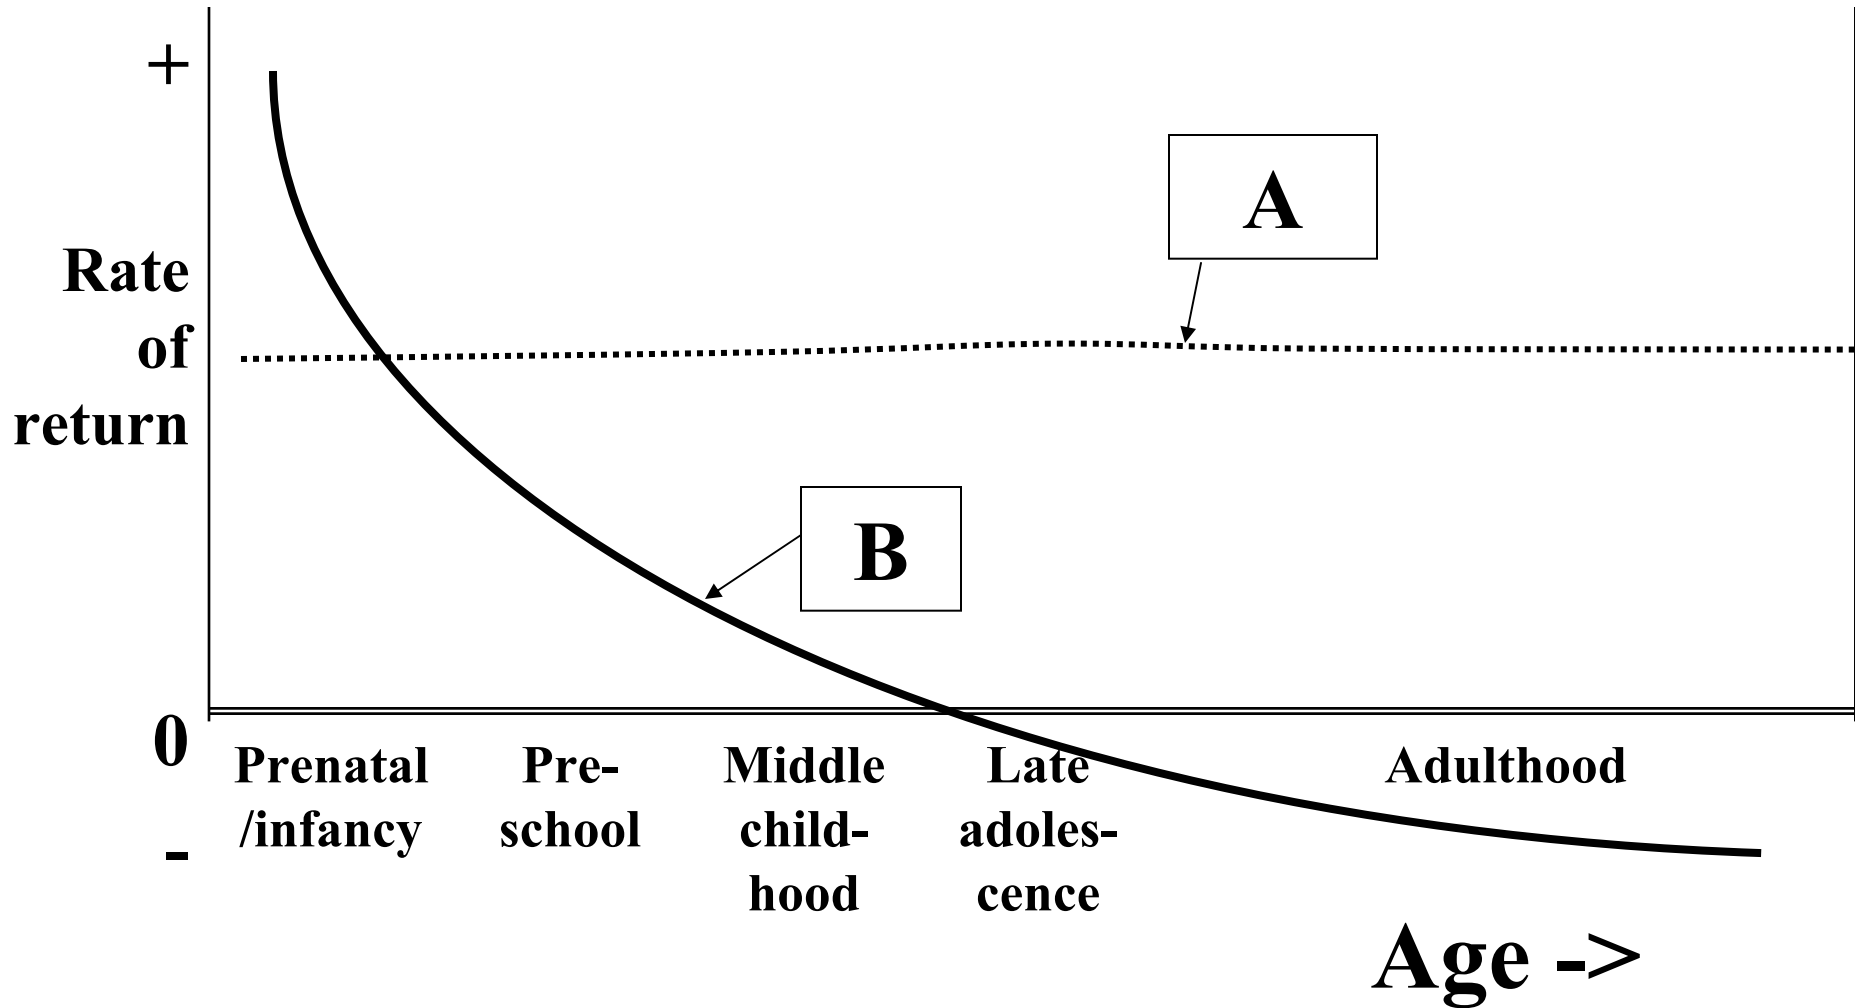 +
Rate
of
return
A
B
0
-
Prenatal
/infancy
Pre-
school
Middle
child-
hood
Late
adoles-
cence
Adulthood
Age ->